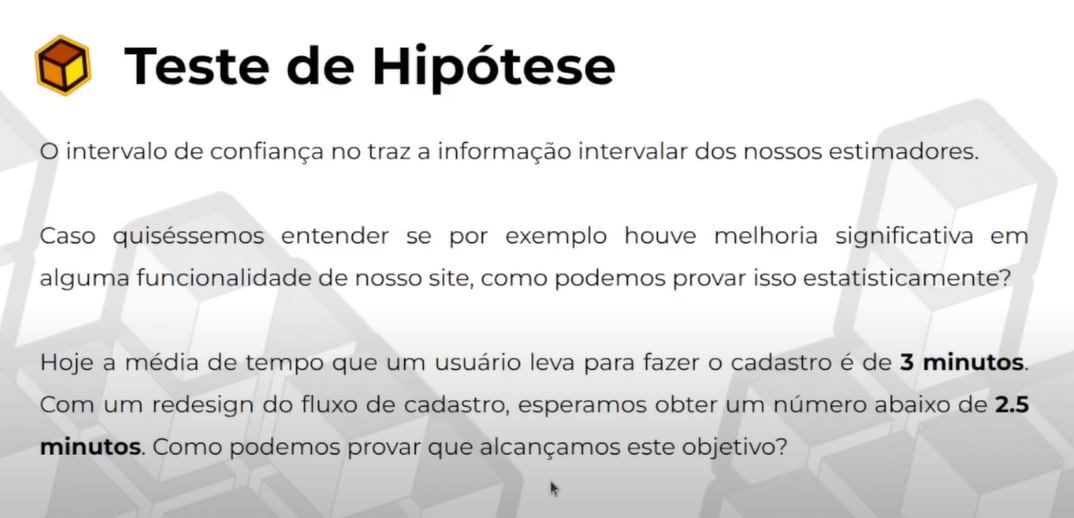 Teste de Hipótese
O intervalo de confiança no traz a informação intervalar dos nossos estimadores.
Caso quiséssemos entender se por exemplo houve melhoria significativa em
alguma funcionalidade de nosso site, como podemos provar isso estatisticamente?
Hoje a média de tempo que um usuário leva para fazer o cadastro é de 3 minutos.
Com um redesign do fluxo de cadastro, esperamos obter um número abaixo de 2.5
minutos. Como podemos provar que alcançamos este objetivo?